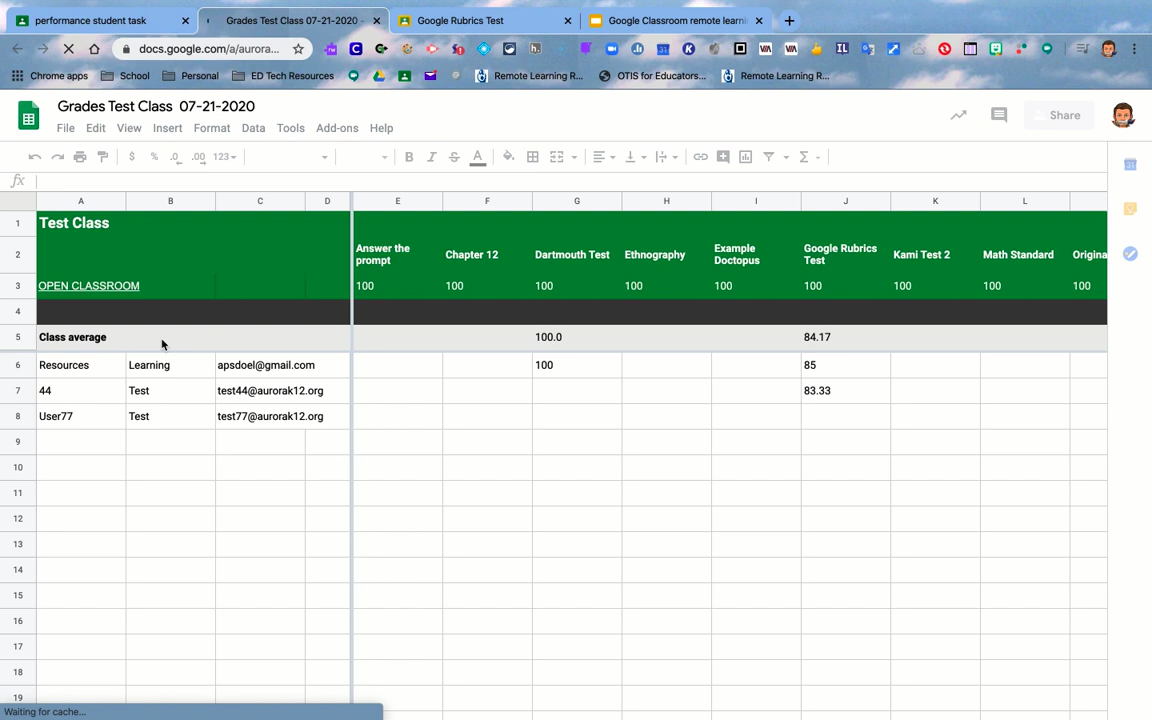 performance student task
Grades Test Class 07-21-2020 -
Google Rubrics Test
Google Classroom remote learni
docs.google.com/a/aurora...
Chrome apps School Personal ED Tech Resources Remote Learning R... OTIS for Educators... Remote Learning R...
Grades Test Class 07-21-2020
File Edit View Insert Format Data Tools Add-ons Help
Share
$ % .0 .00 123 B I S A Σ
fx
A B C D E F G H I J K L
1 Test Class
2 Answer the prompt Chapter 12 Dartmouth Test Ethnography Example Doctopus Google Rubrics Test Kami Test 2 Math Standard Origina
3 OPEN CLASSROOM 100 100 100 100 100 100 100 100 100
4
5 Class average 100.0 84.17
6 Resources Learning apsdoel@gmail.com 100 85
7 44 Test test44@aurorak12.org 83.33
8 User77 Test test77@aurorak12.org
9
10
11
12
13
14
15
16
17
18
19
Waiting for cache...